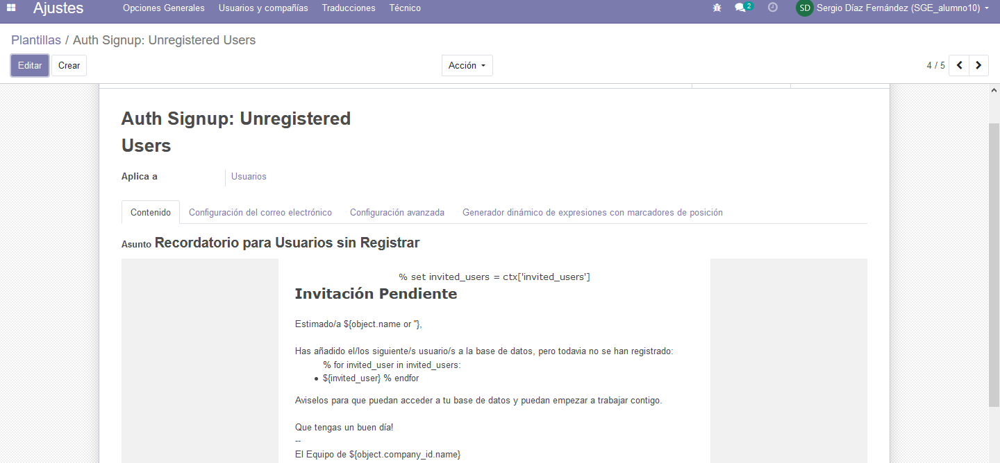 Ajustes Opciones Generales Usuarios y compañías Traducciones Técnico 2 SD Sergio Díaz Fernández (SGE_alumno10)
Plantillas / Auth Signup: Unregistered Users
Editar Crear Acción 4 / 5
Auth Signup: Unregistered
Users
Aplica a Usuarios
Contenido Configuración del correo electrónico Configuración avanzada Generador dinámico de expresiones con marcadores de posición
Asunto Recordatorio para Usuarios sin Registrar
% set invited_users = ctx['invited_users']
Invitación Pendiente
Estimado/a ${object.name or ''},
Has añadido el/los siguiente/s usuario/s a la base de datos, pero todavia no se han registrado:
% for invited_user in invited_users:
• ${invited_user} % endfor
Aviselos para que puedan acceder a tu base de datos y puedan empezar a trabajar contigo.
Que tengas un buen día!
--
El Equipo de ${object.company_id.name}